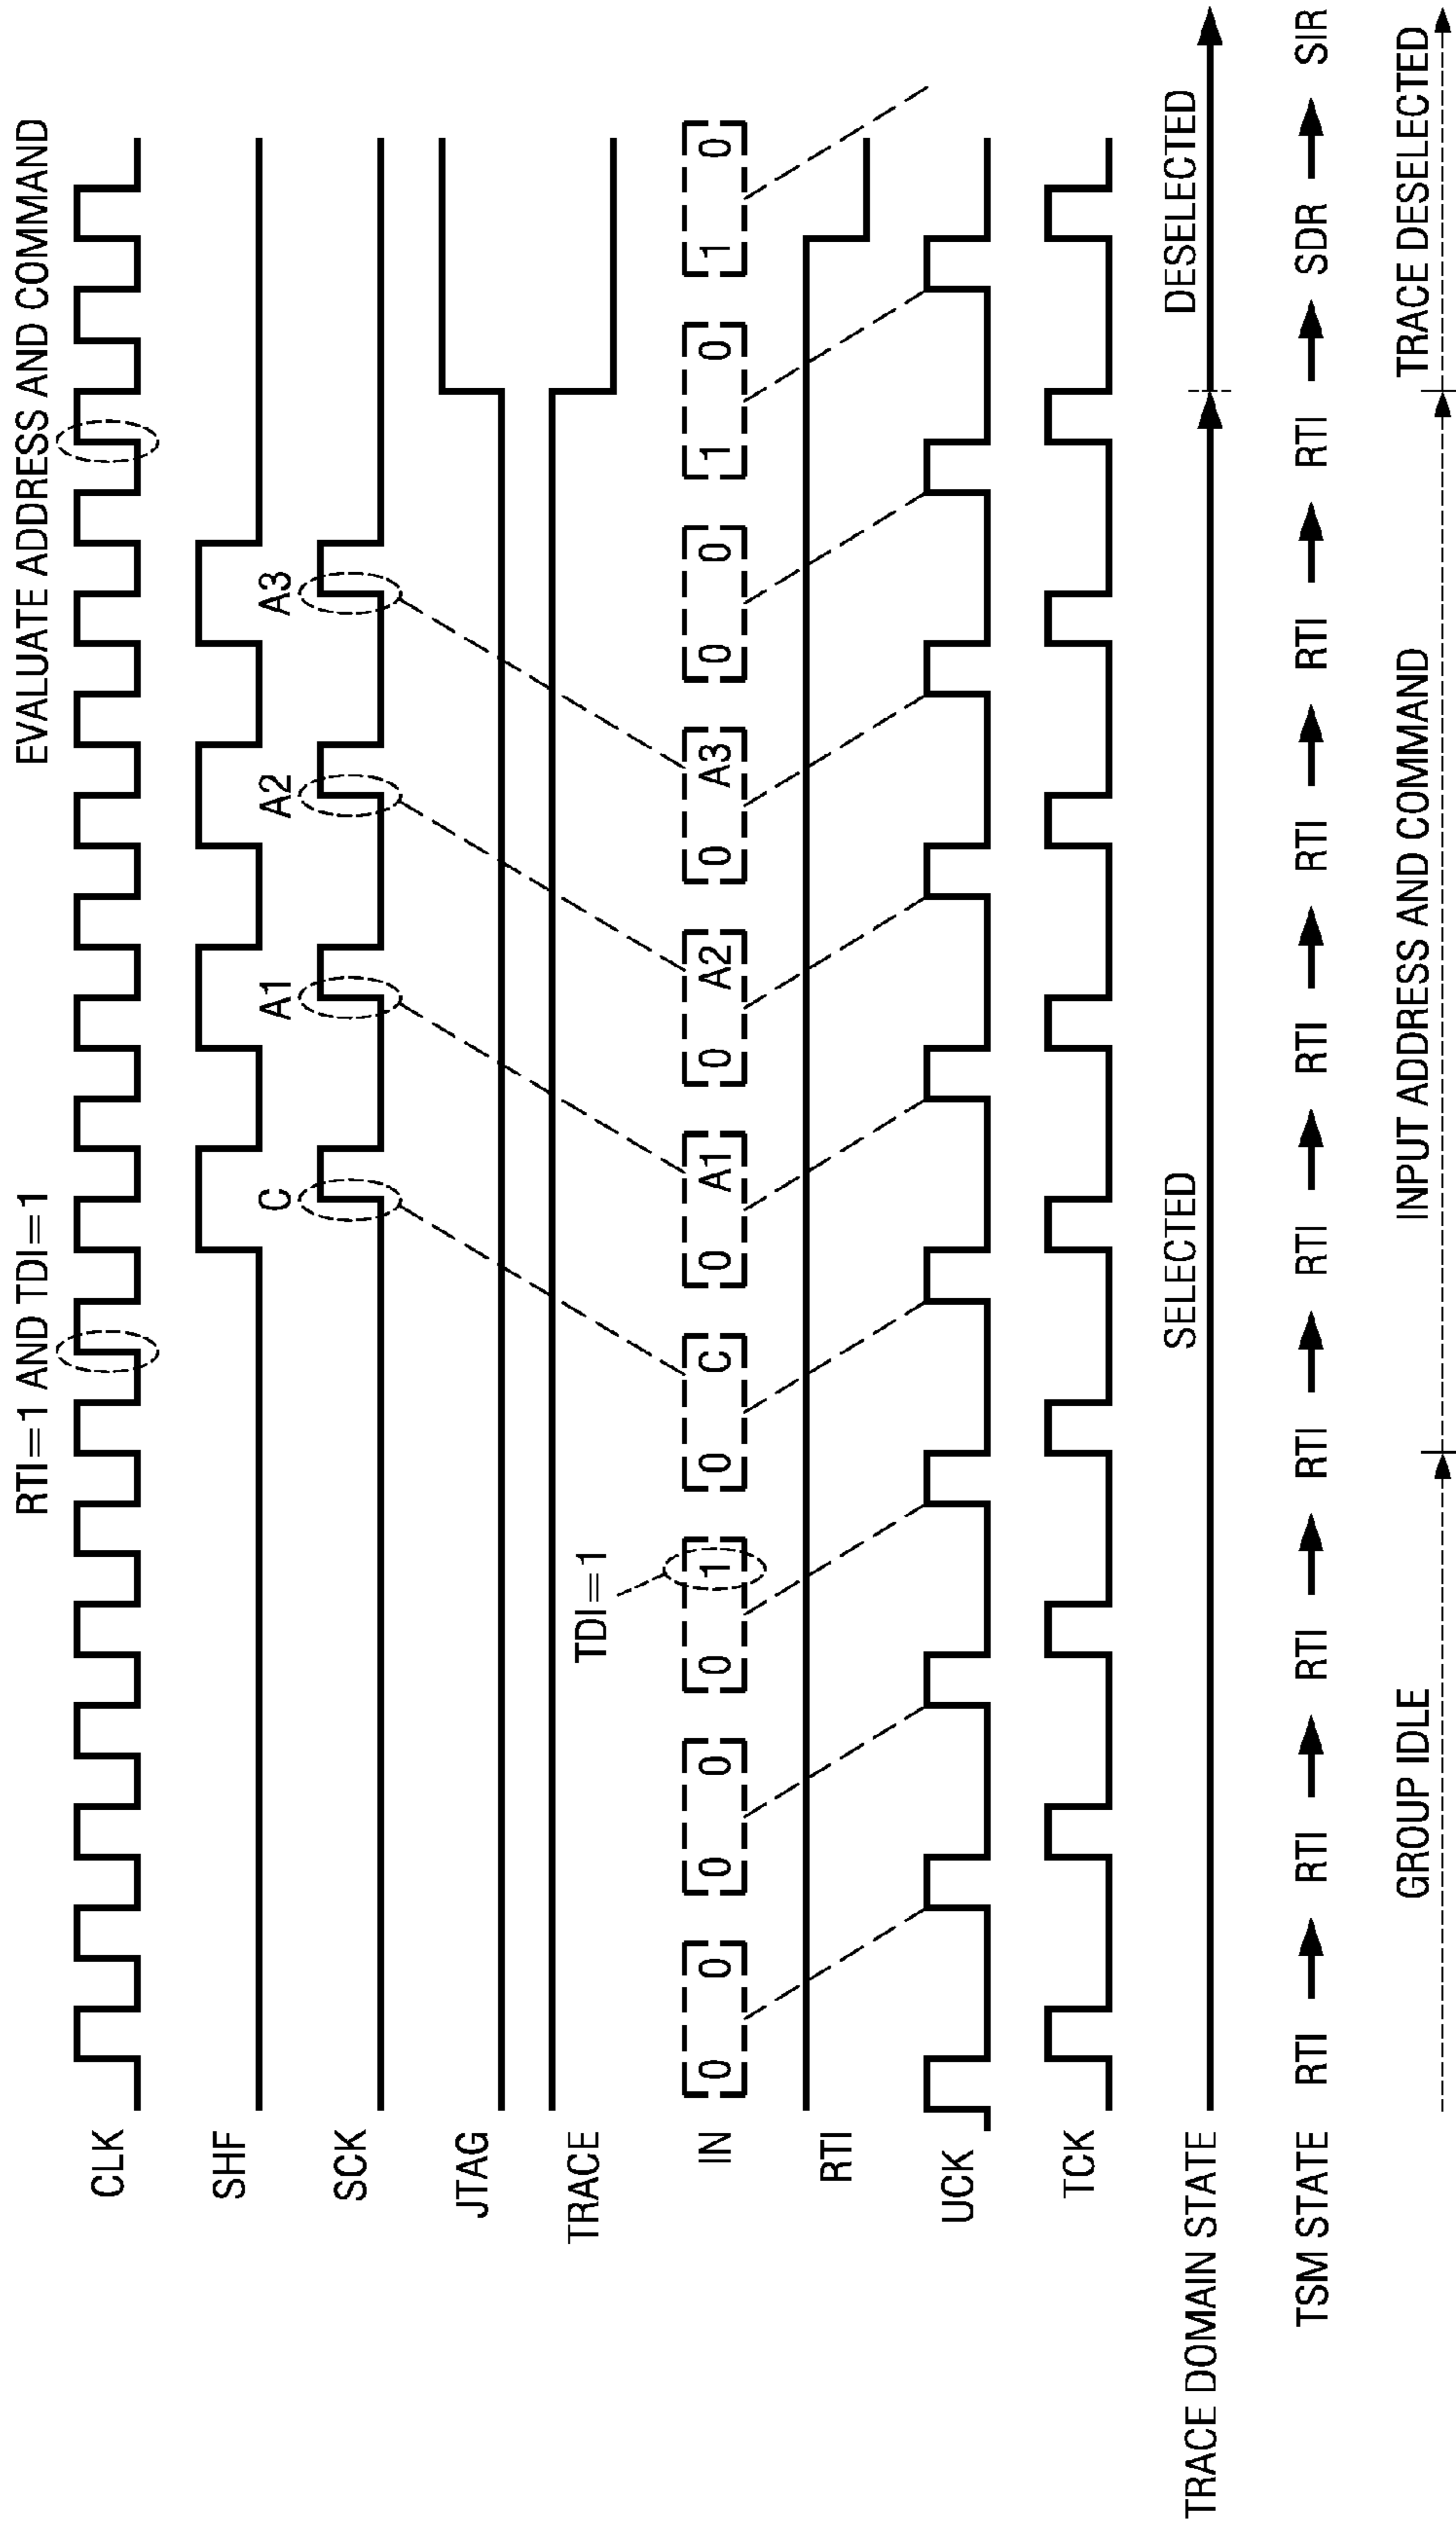 RTI=1 AND TDI=1
EVALUATE ADDRESS AND COMMAND
CLK
SHF
C
A1
A2
A3
SCK
JTAG
TRACE
TDI=1
IN
0 0
0 0
0 1
0 C
0 A1
0 A2
0 A3
0 0
1 0
1 0
RTI
UCK
TCK
TRACE DOMAIN STATE
SELECTED
DESELECTED
TSM STATE
RTI RTI RTI RTI RTI RTI RTI RTI RTI SDR SIR
GROUP IDLE
INPUT ADDRESS AND COMMAND
TRACE DESELECTED